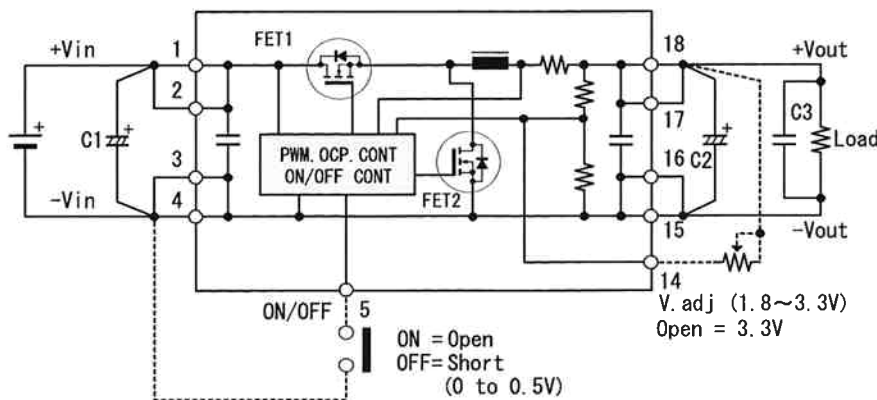 +Vin
1
FET1
18
+Vout
2
17
C1
+
+
PWM.OCP.CONT
ON/OFF CONT
+
C2
C3
Load
3
16
-Vin
4
FET2
15
-Vout
14
ON/OFF
5
V.adj (1.8～3.3V)
Open = 3.3V
ON =Open
OFF=Short
(0 to 0.5V)